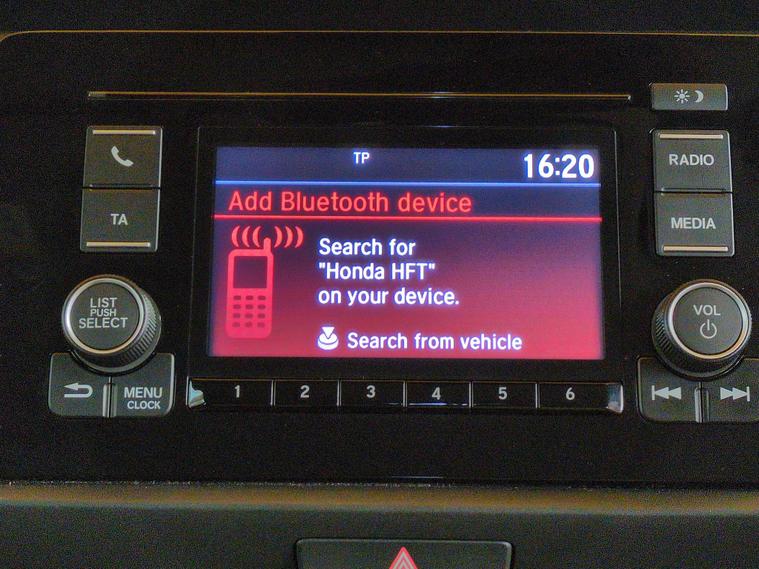 TP
16:20
Add Bluetooth device
Search for
"Honda HFT"
on your device.
Search from vehicle
TA
LIST
PUSH
SELECT
MENU
CLOCK
1 2 3 4 5 6
RADIO
MEDIA
VOL